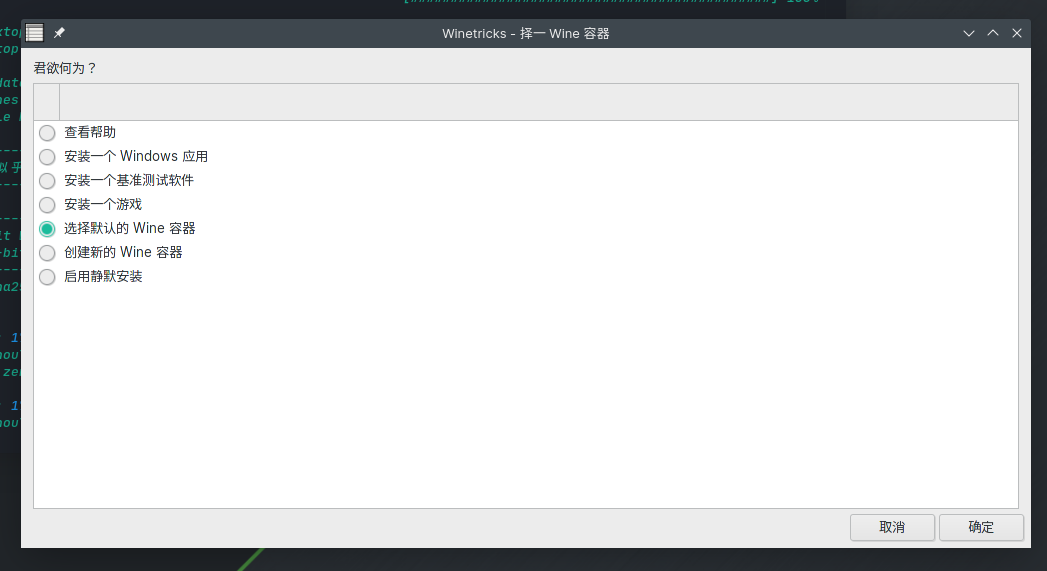 Winetricks - 择一 Wine 容器
君欲何为？
查看帮助
安装一个 Windows 应用
安装一个基准测试软件
安装一个游戏
选择默认的 Wine 容器
创建新的 Wine 容器
启用静默安装
取消
确定